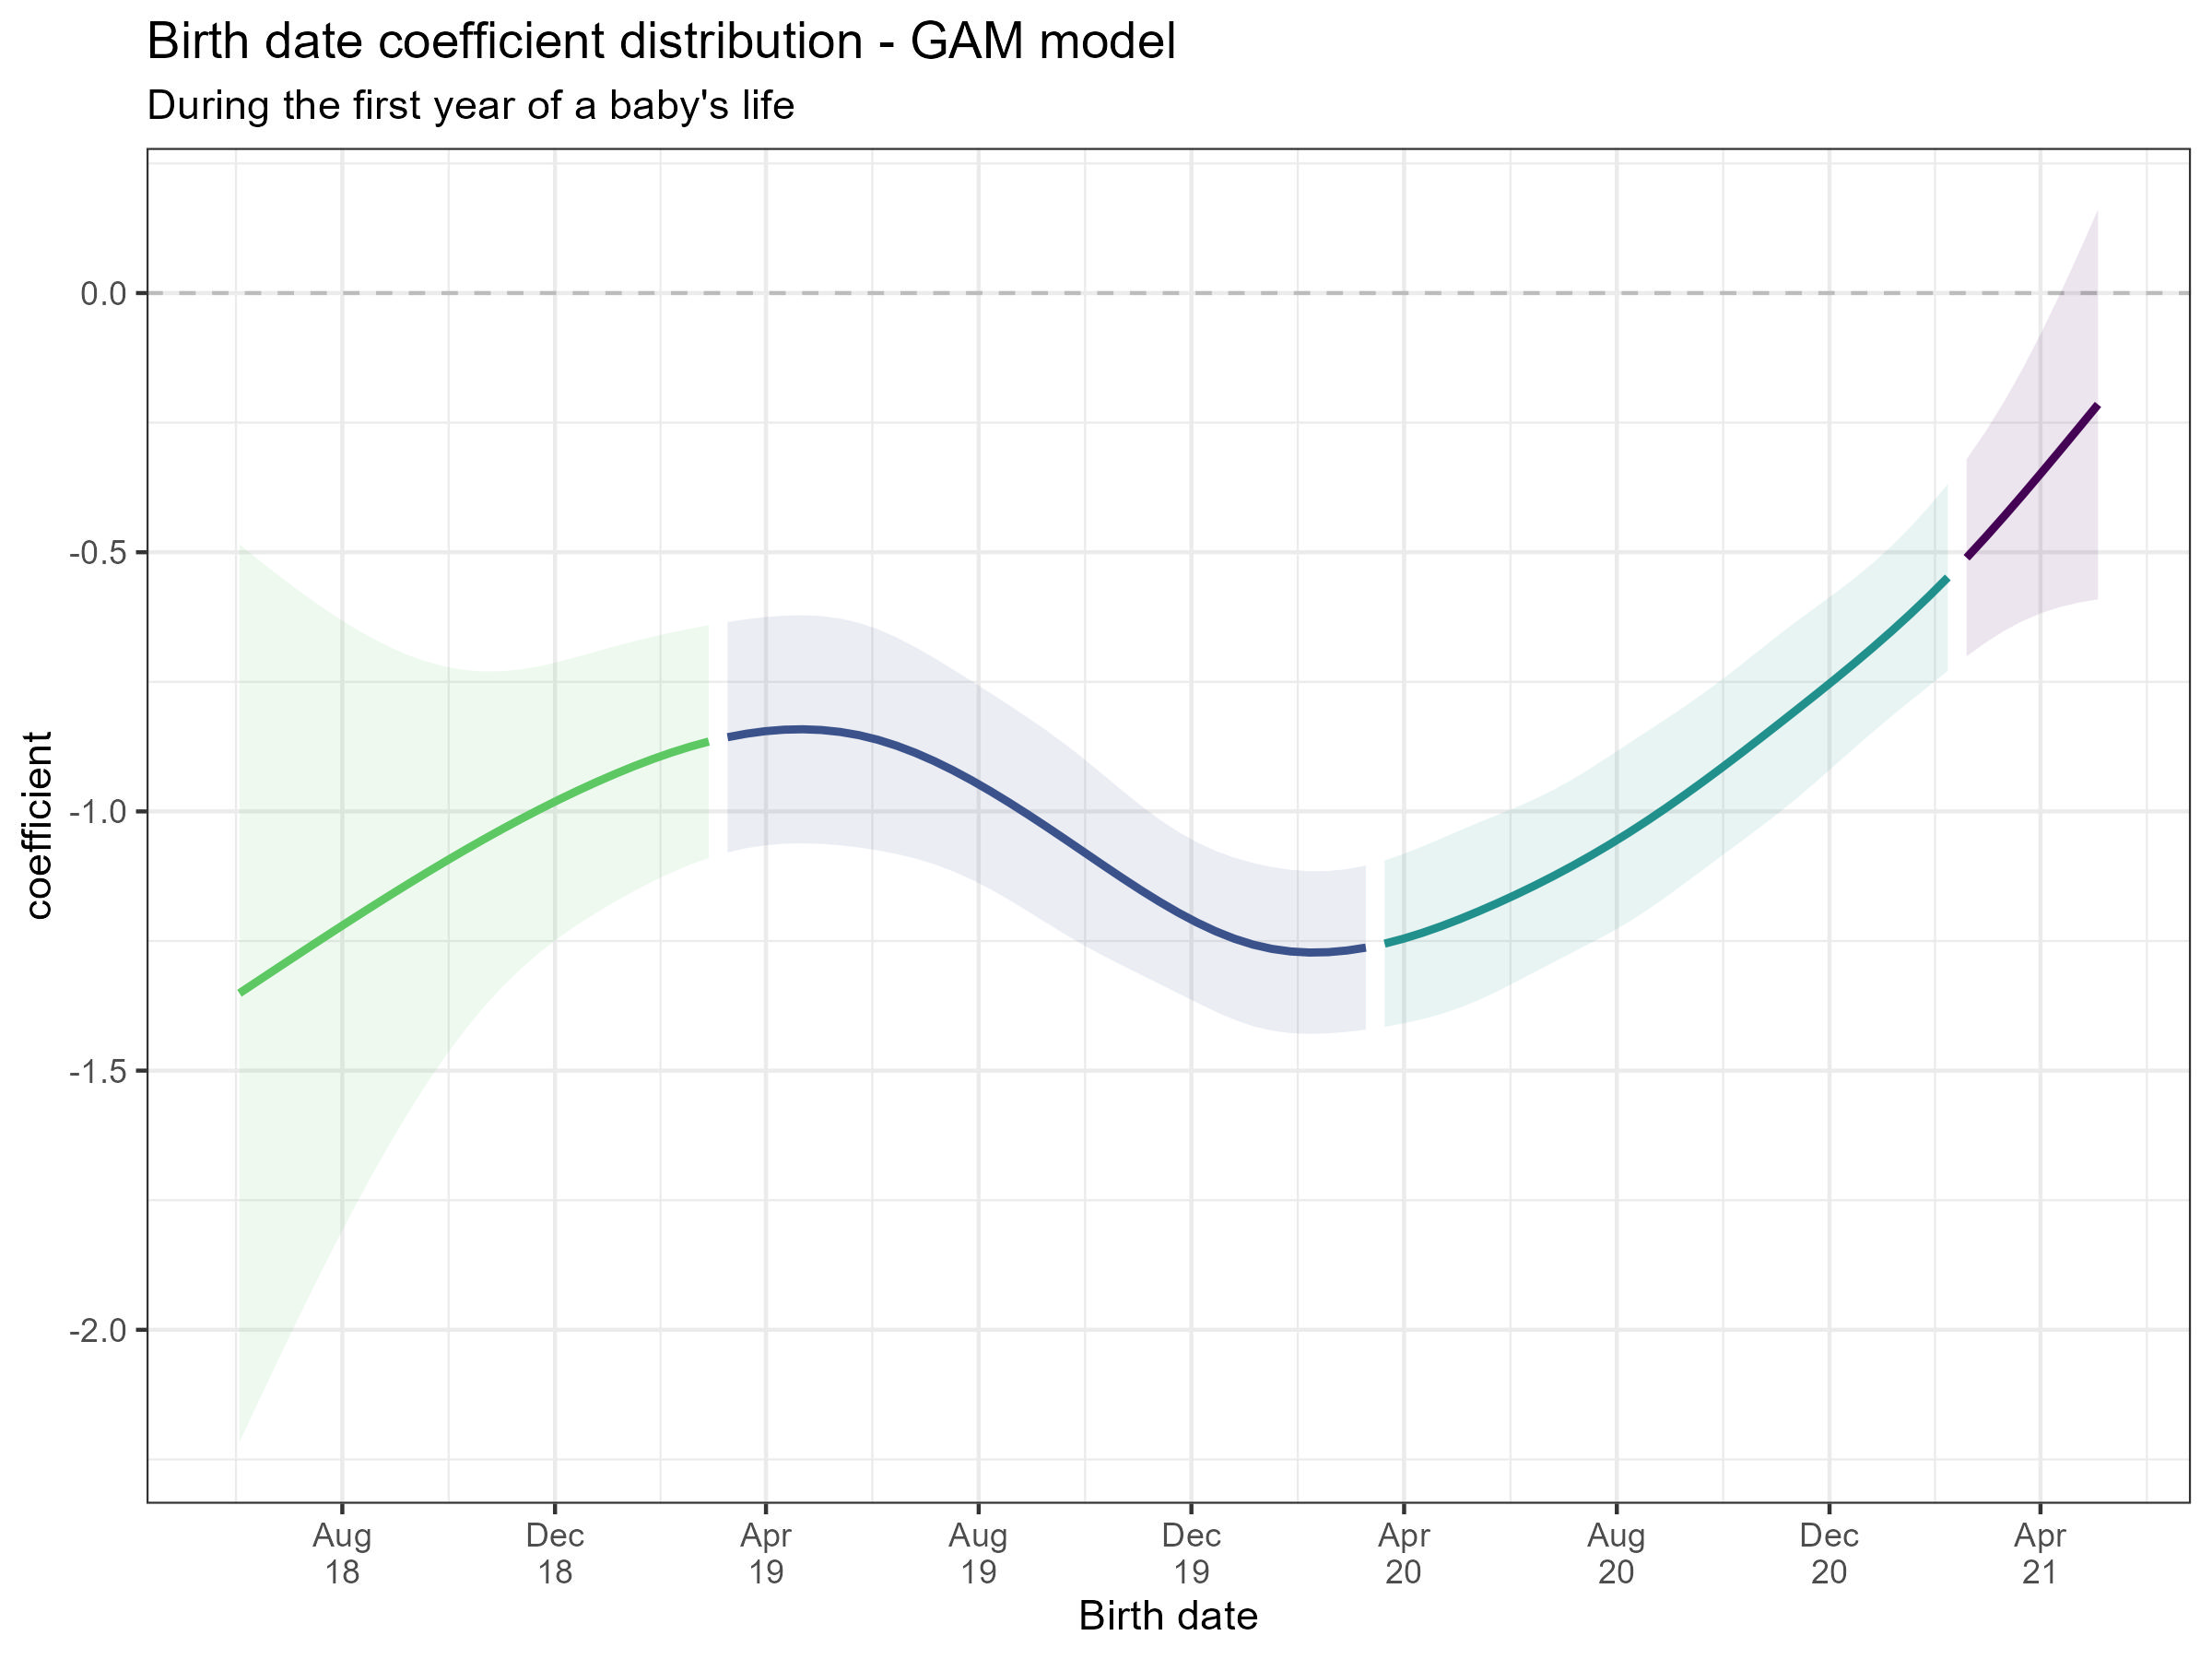 Birth date coefficient distribution - GAM model
During the first year of a baby's life
coefficient
0.0
-0.5
-1.0
-1.5
-2.0
Aug
18
Dec
18
Apr
19
Aug
19
Dec
19
Apr
20
Aug
20
Dec
20
Apr
21
Birth date